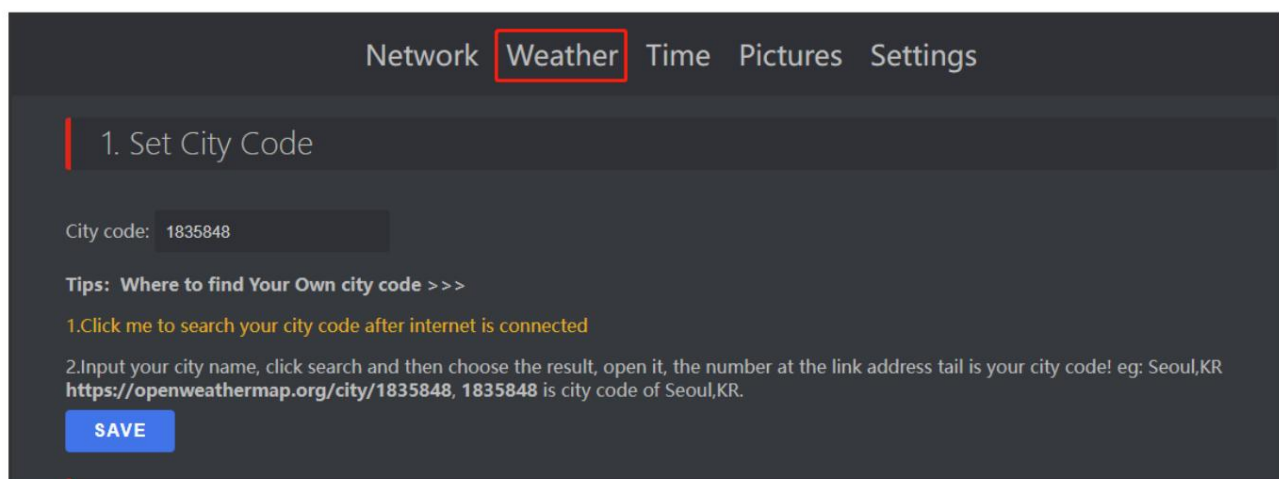 Network Weather Time Pictures Settings
1. Set City Code
City code: 1835848
Tips: Where to find Your Own city code >>>
1.Click me to search your city code after internet is connected
2.Input your city name, click search and then choose the result, open it, the number at the link address tail is your city code! eg: Seoul,KR
https://openweathermap.org/city/1835848, 1835848 is city code of Seoul,KR.
SAVE